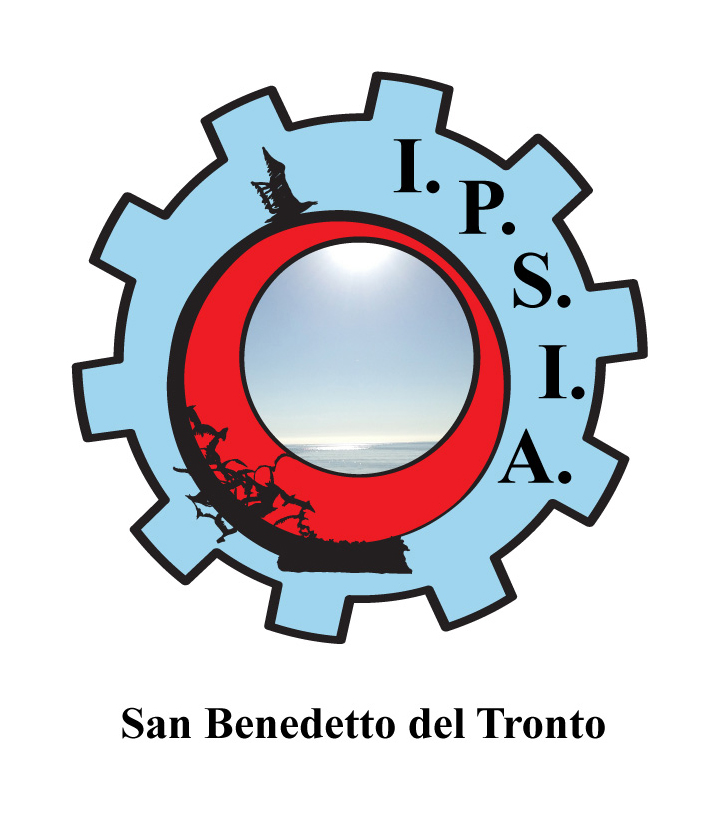 I. P. S. I. A.
San Benedetto del Tronto